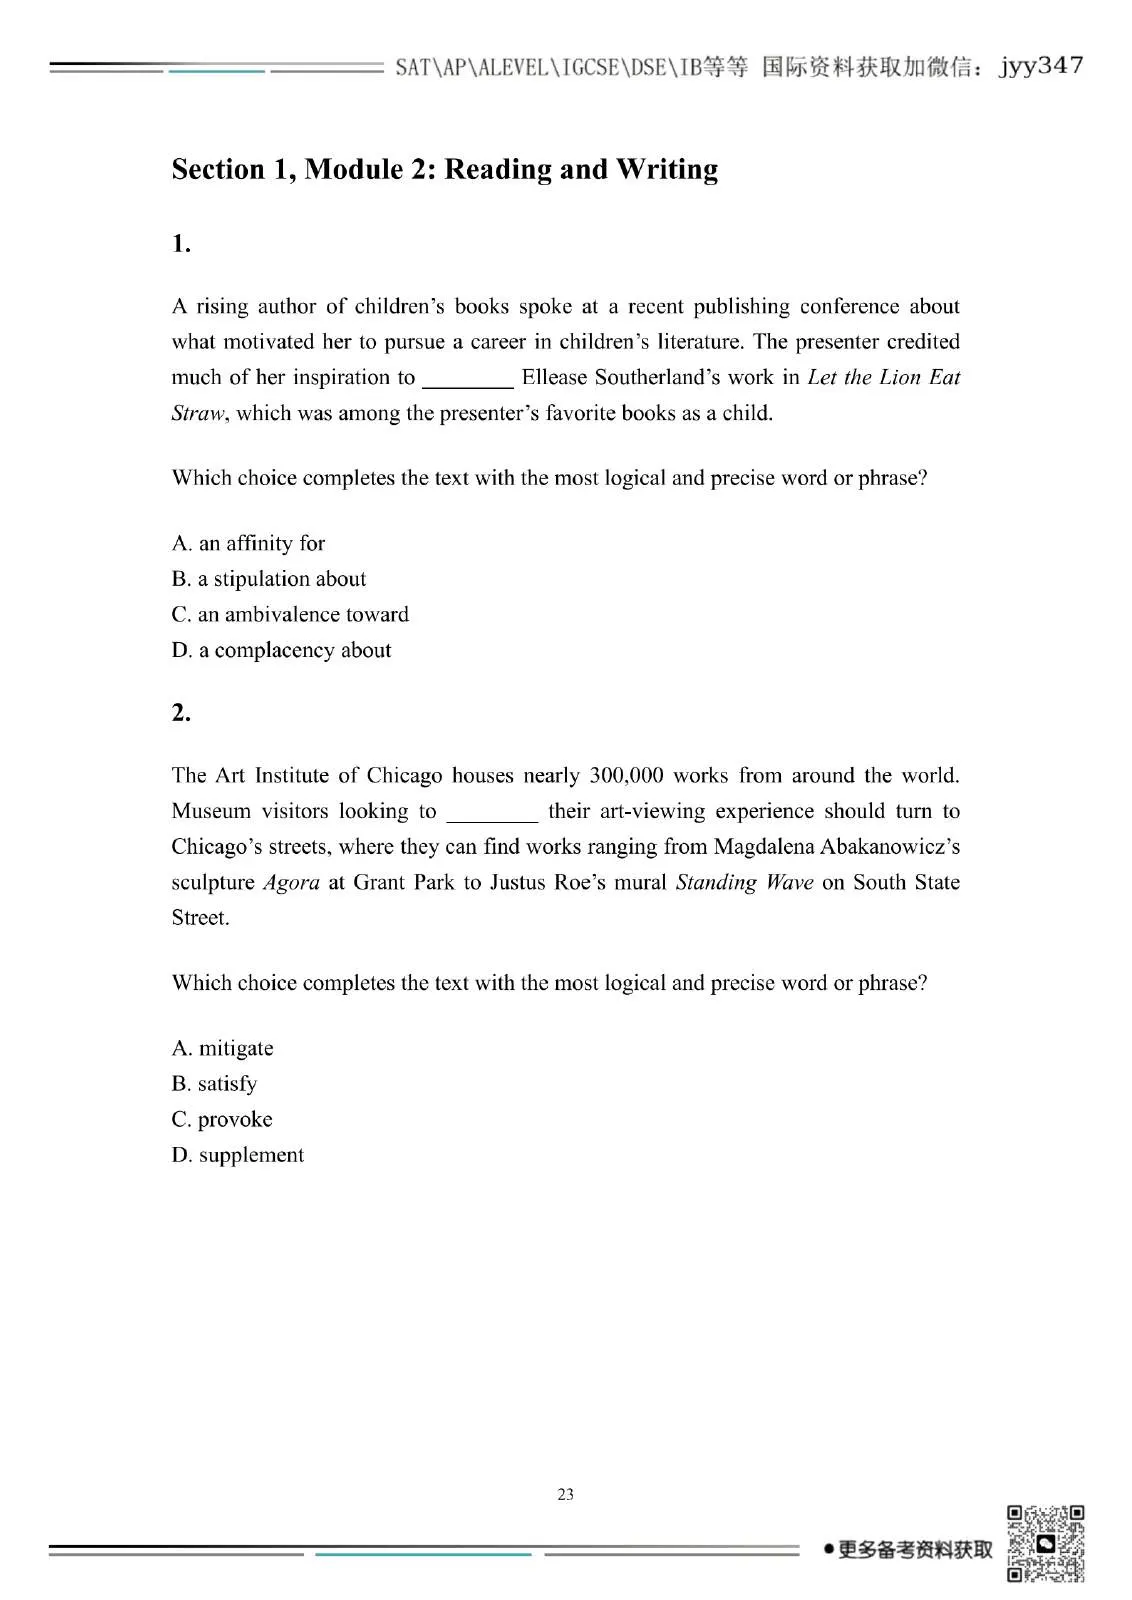 SAT\AP\ALEVEL\IGCSE\DSE\IB等等 国际资料获取加微信：jyy347
Section 1, Module 2: Reading and Writing
1.
A rising author of children’s books spoke at a recent publishing conference about
what motivated her to pursue a career in children’s literature. The presenter credited
much of her inspiration to ________ Ellease Southerland’s work in Let the Lion Eat
Straw, which was among the presenter’s favorite books as a child.
Which choice completes the text with the most logical and precise word or phrase?
A. an affinity for
B. a stipulation about
C. an ambivalence toward
D. a complacency about
2.
The Art Institute of Chicago houses nearly 300,000 works from around the world.
Museum visitors looking to ________ their art-viewing experience should turn to
Chicago’s streets, where they can find works ranging from Magdalena Abakanowicz’s
sculpture Agora at Grant Park to Justus Roe’s mural Standing Wave on South State
Street.
Which choice completes the text with the most logical and precise word or phrase?
A. mitigate
B. satisfy
C. provoke
D. supplement
23
●更多备考资料获取